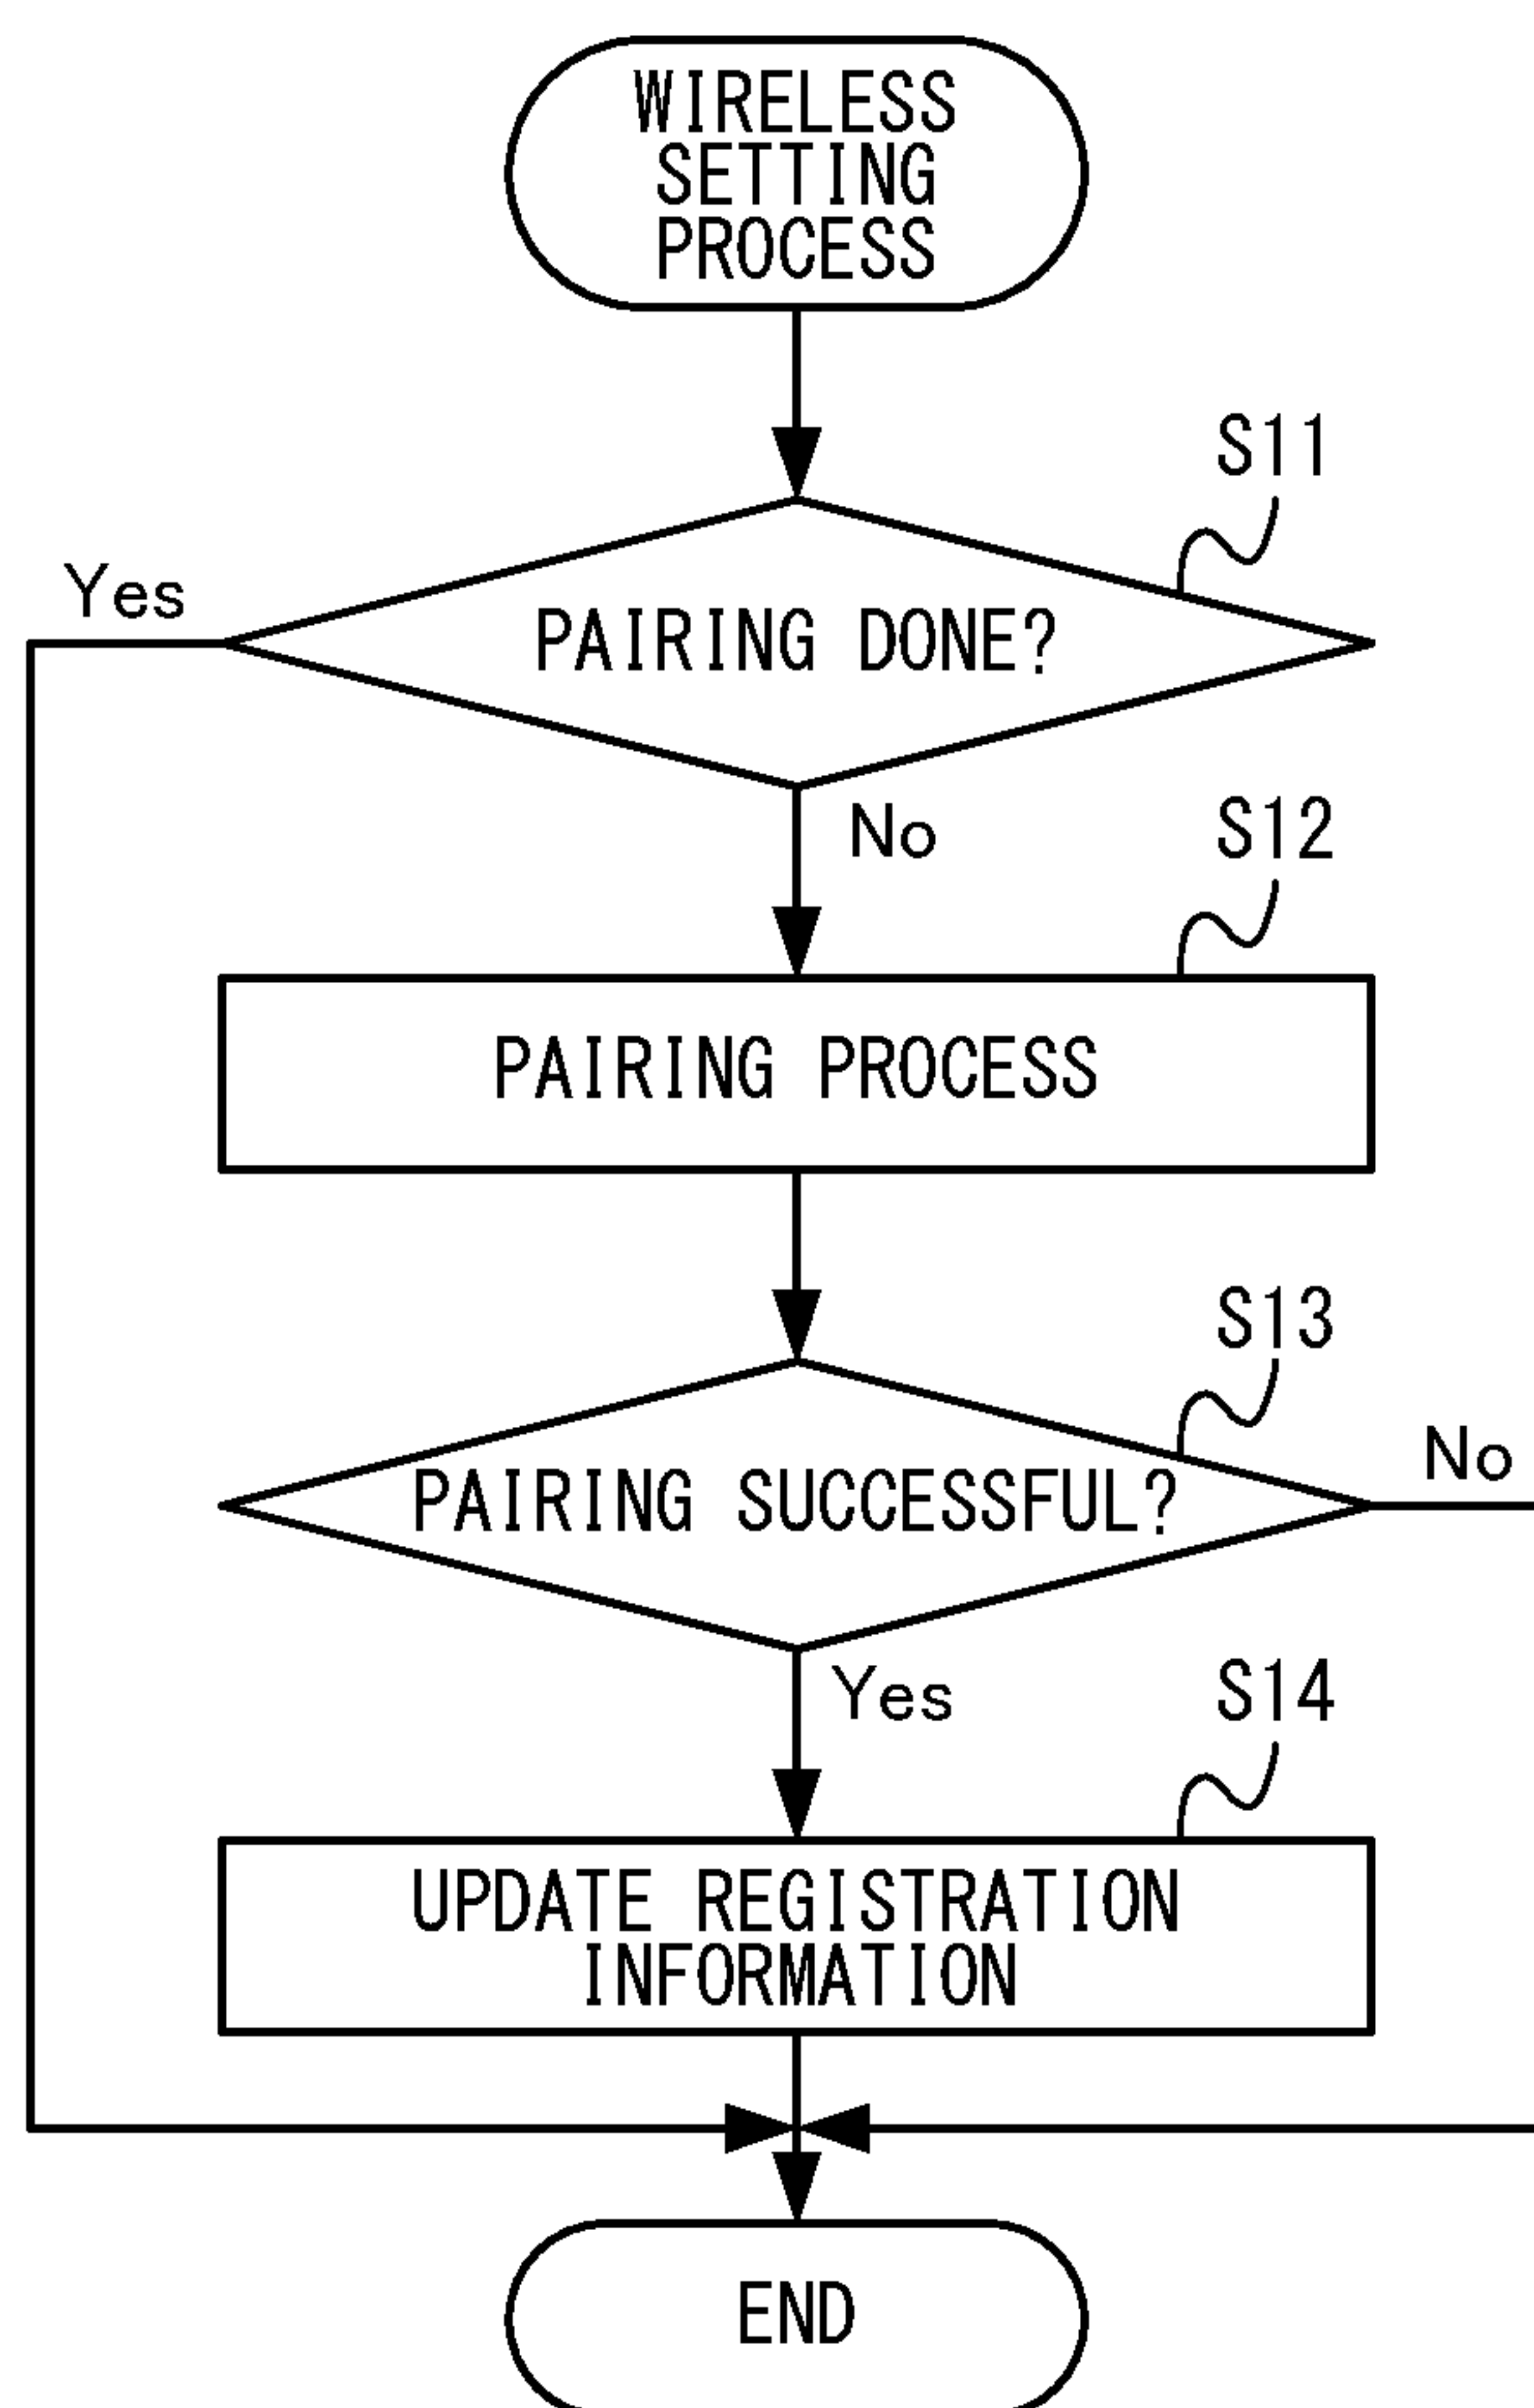 WIRELESS
SETTING
PROCESS
S11
Yes
PAIRING DONE?
No
S12
PAIRING PROCESS
S13
No
PAIRING SUCCESSFUL?
Yes
S14
UPDATE REGISTRATION
INFORMATION
END